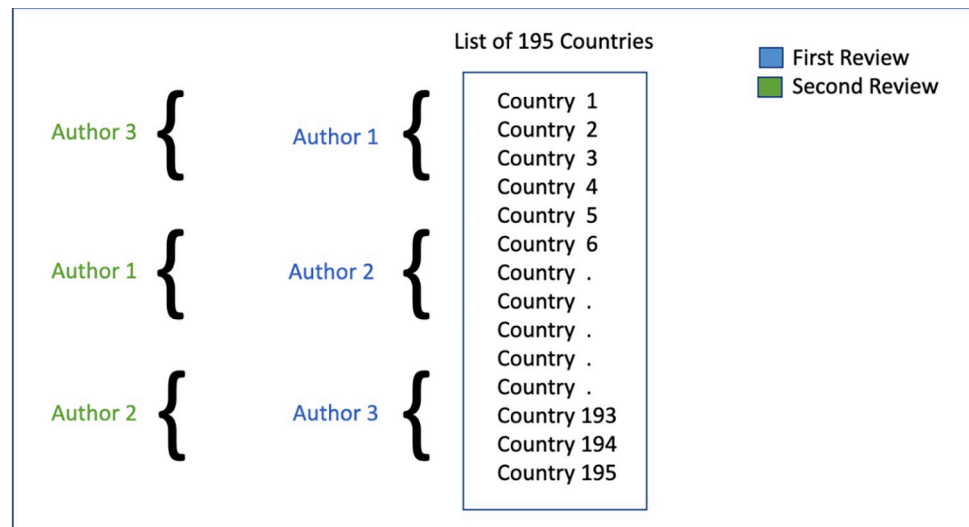 List of 195 Countries
First Review
Second Review
Author 3
Author 1
Author 1
Author 2
Author 2
Author 3
Country 1
Country 2
Country 3
Country 4
Country 5
Country 6
Country .
Country .
Country .
Country .
Country .
Country 193
Country 194
Country 195